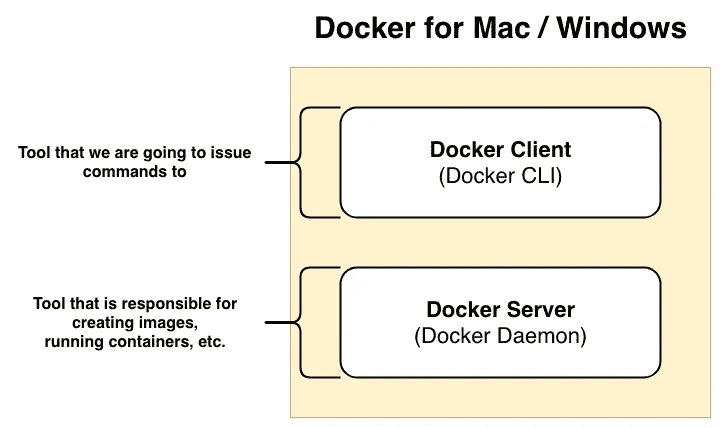 Docker for Mac / Windows
Tool that we are going to issue
commands to
Docker Client
(Docker CLI)
Tool that is responsible for
creating images,
running containers, etc.
Docker Server
(Docker Daemon)